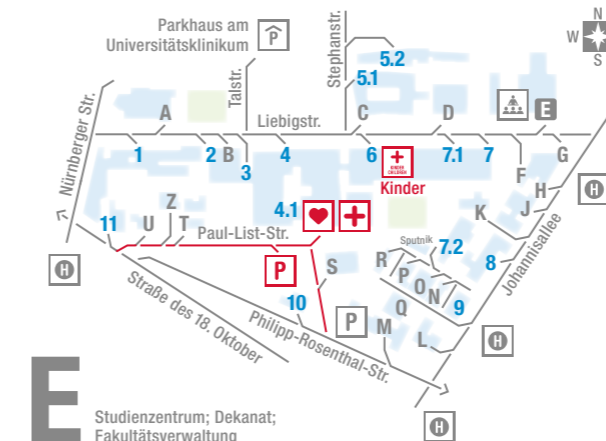 Parkhaus am
Universitätsklinikum
P
Stephanstr.
5.2
5.1
N
W
S
Talstr.
Nürnberger Str.
A
Liebigstr.
C
D
E
1
2
B
3
4
6
KINDER
CHILDREN
Kinder
7.1
7
F
G
H
H
J
K
Johannisallee
4.1
11
U
Z
T
Paul-List-Str.
P
S
Sputnik
7.2
R
P
O
N
8
9
H
Straße des 18. Oktober
10
Philipp-Rosenthal-Str.
P
Q
M
L
H
H
E
Studienzentrum; Dekanat;
Fakultätsverwaltung